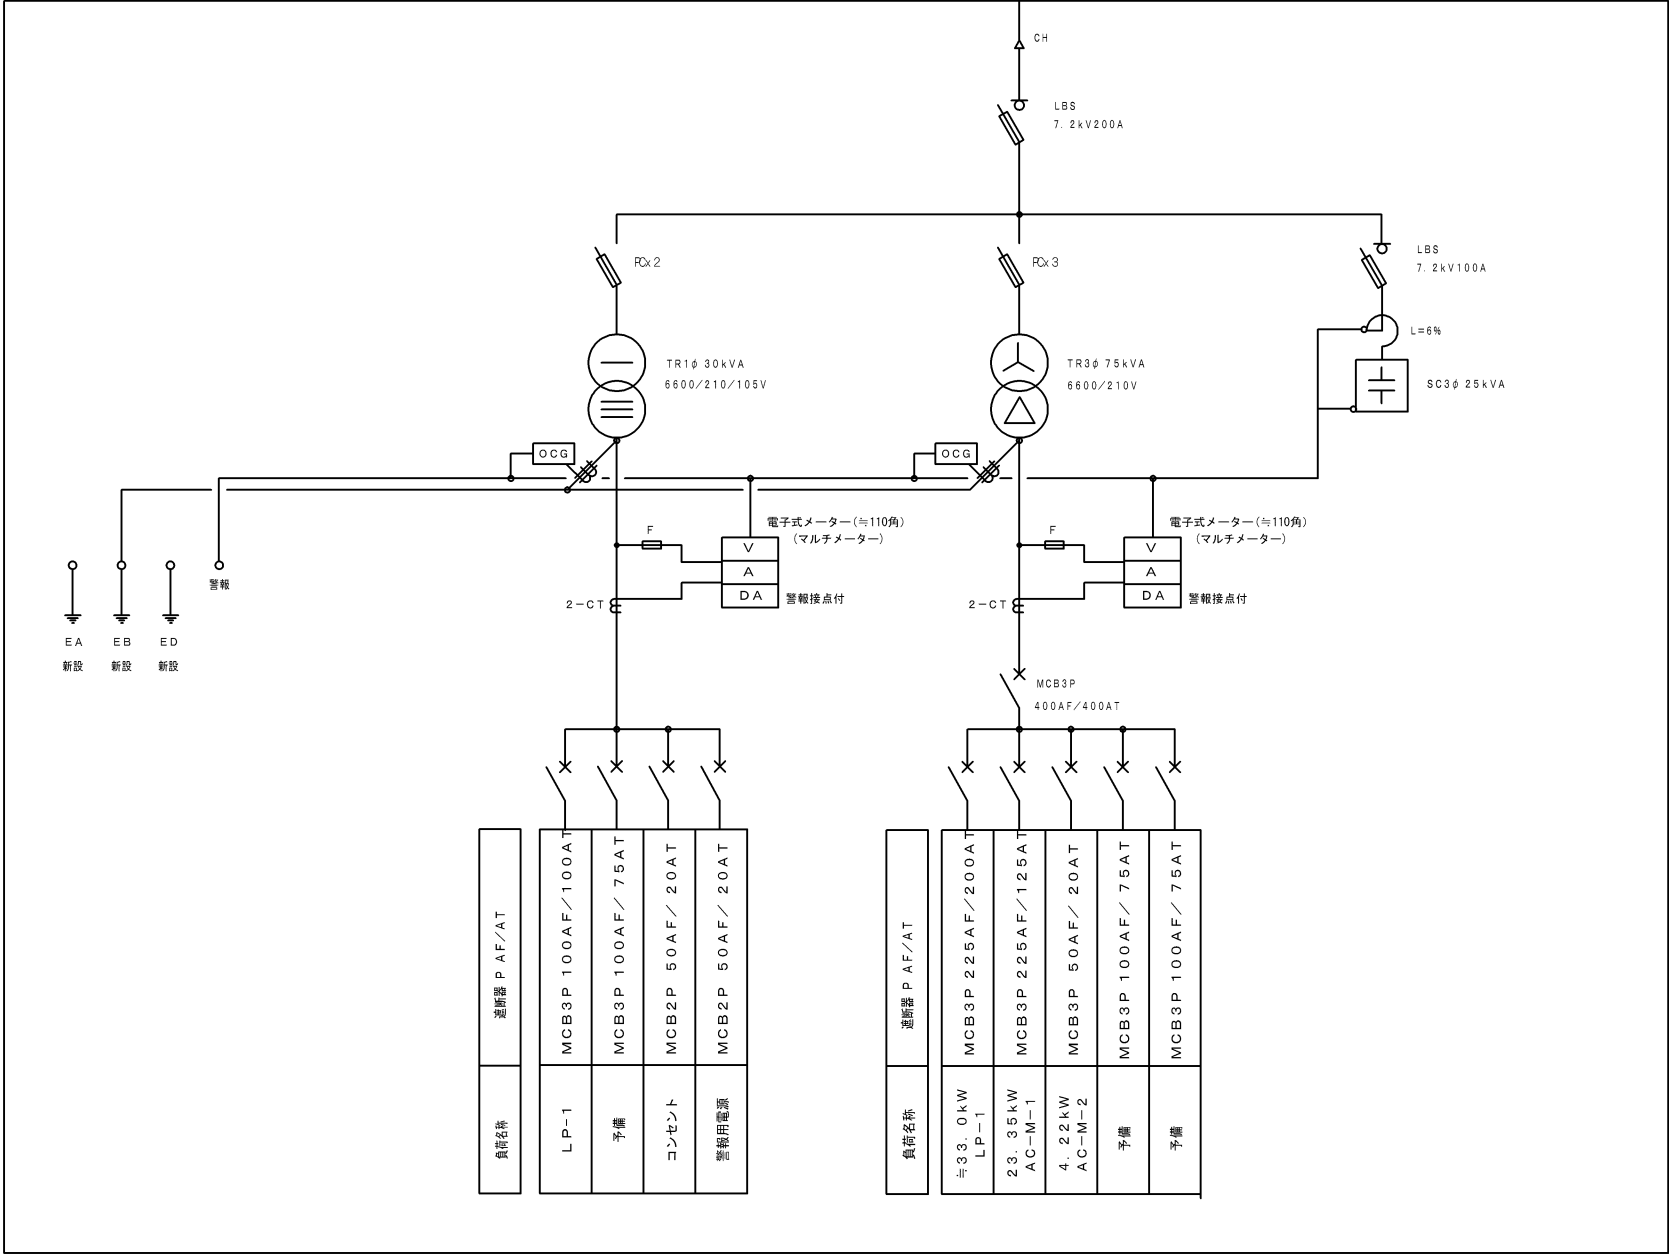 CH
LBS
7.2kV200A
PCx2
PCx3
LBS
7.2kV100A
L=6%
TR1φ30kVA
6600/210/105V
TR3φ75kVA
6600/210V
SC3φ25kVA
OCG
OCG
F
電子式メーター(≒110角)
(マルチメーター)
V
A
DA
警報接点付
2-CT
F
電子式メーター(≒110角)
(マルチメーター)
V
A
DA
警報接点付
2-CT
警報
EA
新設
EB
新設
ED
新設
MCB3P
400AF/400AT
遮断器 P AF/AT
負荷名称
MCB3P 100AF/100AT
LP-1
MCB3P 100AF/ 75AT
予備
MCB2P 50AF/ 20AT
コンセント
MCB2P 50AF/ 20AT
警報用電源
遮断器 P AF/AT
負荷名称
MCB3P 225AF/200AT
≒33.0kW
LP-1
MCB3P 225AF/125AT
23.35kW
AC-M-1
MCB3P 50AF/ 20AT
4.22kW
AC-M-2
MCB3P 100AF/ 75AT
予備
MCB3P 100AF/ 75AT
予備